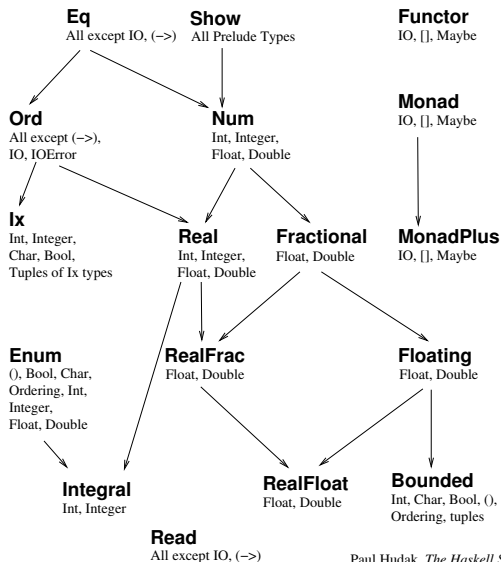 Eq
All except IO, (−>)
Show
All Prelude Types
Functor
IO, [], Maybe
Ord
All except (−>),
IO, IOError
Num
Int, Integer,
Float, Double
Monad
IO, [], Maybe
Ix
Int, Integer,
Char, Bool,
Tuples of Ix types
Real
Int, Integer,
Float, Double
Fractional
Float, Double
MonadPlus
IO, [], Maybe
Enum
(), Bool, Char,
Ordering, Int,
Integer,
Float, Double
RealFrac
Float, Double
Floating
Float, Double
Integral
Int, Integer
RealFloat
Float, Double
Bounded
Int, Char, Bool, (),
Ordering, tuples
Read
All except IO, (−>)
Paul Hudak, The Haskell